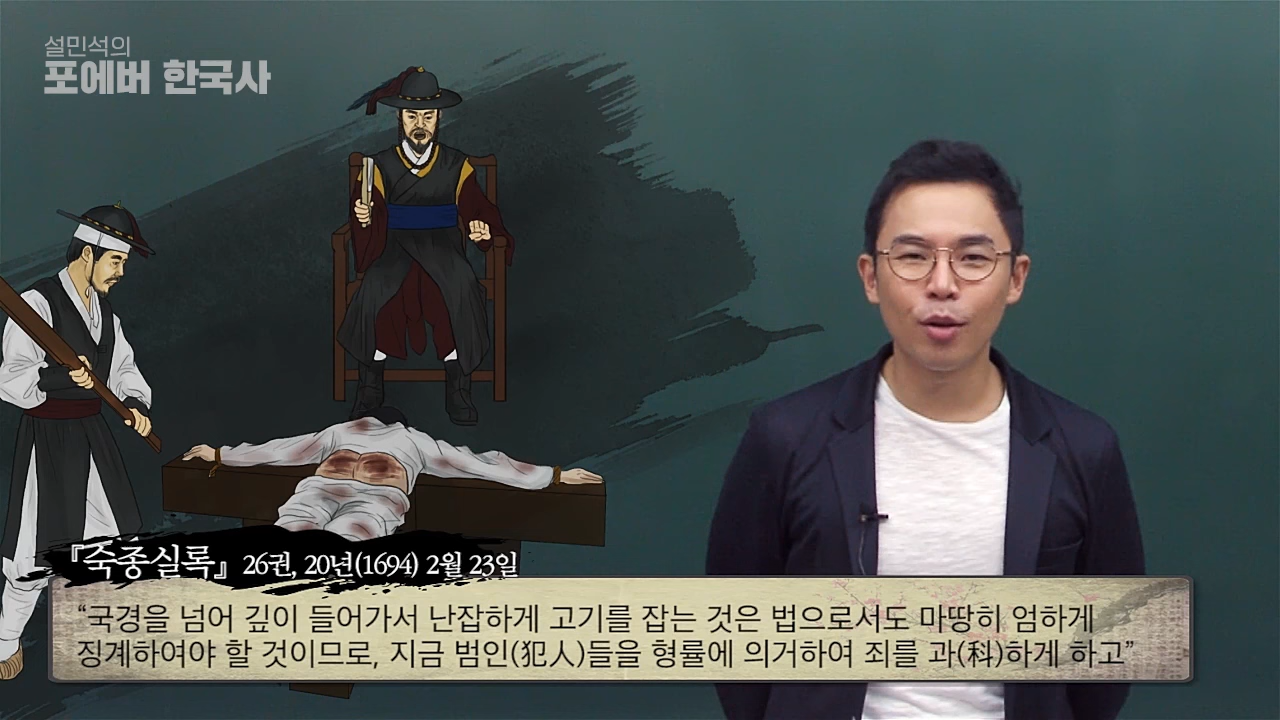 설민석의
포에버 한국사
『숙종실록』 26권, 20년(1694) 2월 23일
“국경을 넘어 깊이 들어가서 난잡하게 고기를 잡는 것은 법으로서도 마땅히 엄하게
징계하여야 할 것이므로, 지금 범인(犯人)들을 형률에 의거하여 죄를 과(科)하게 하고”